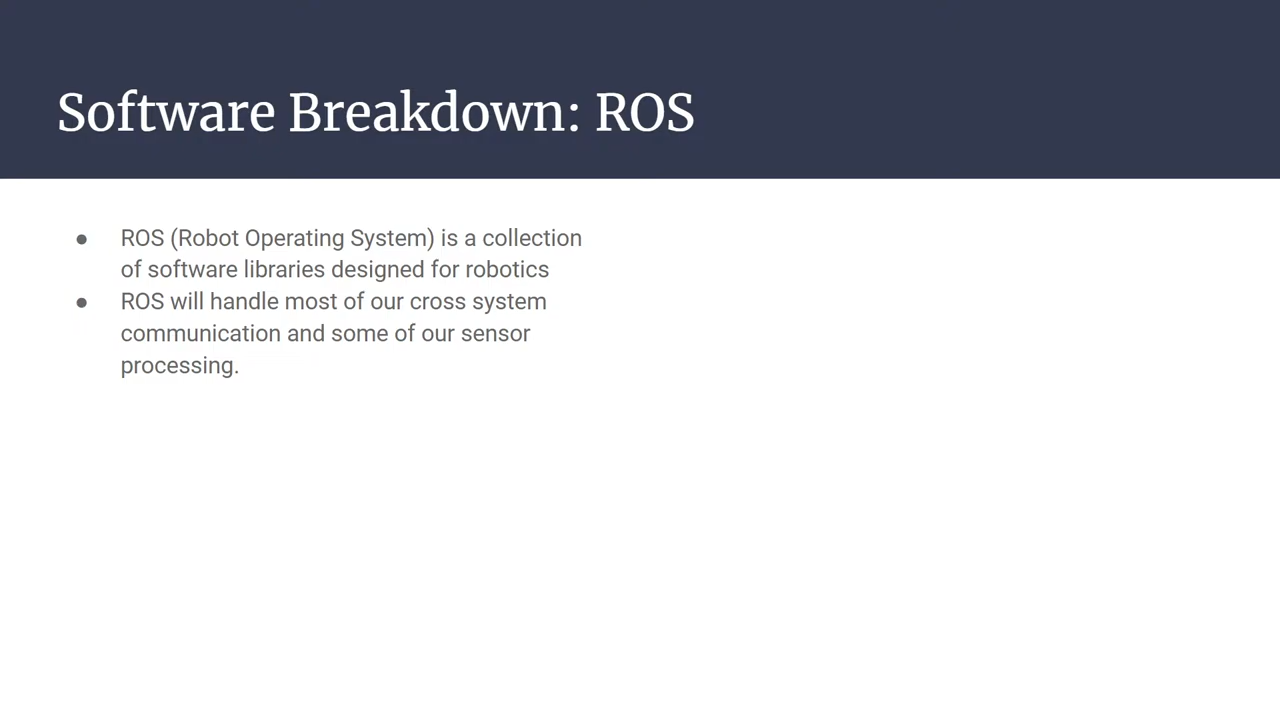 Software Breakdown: ROS
● ROS (Robot Operating System) is a collection
of software libraries designed for robotics
● ROS will handle most of our cross system
communication and some of our sensor
processing.